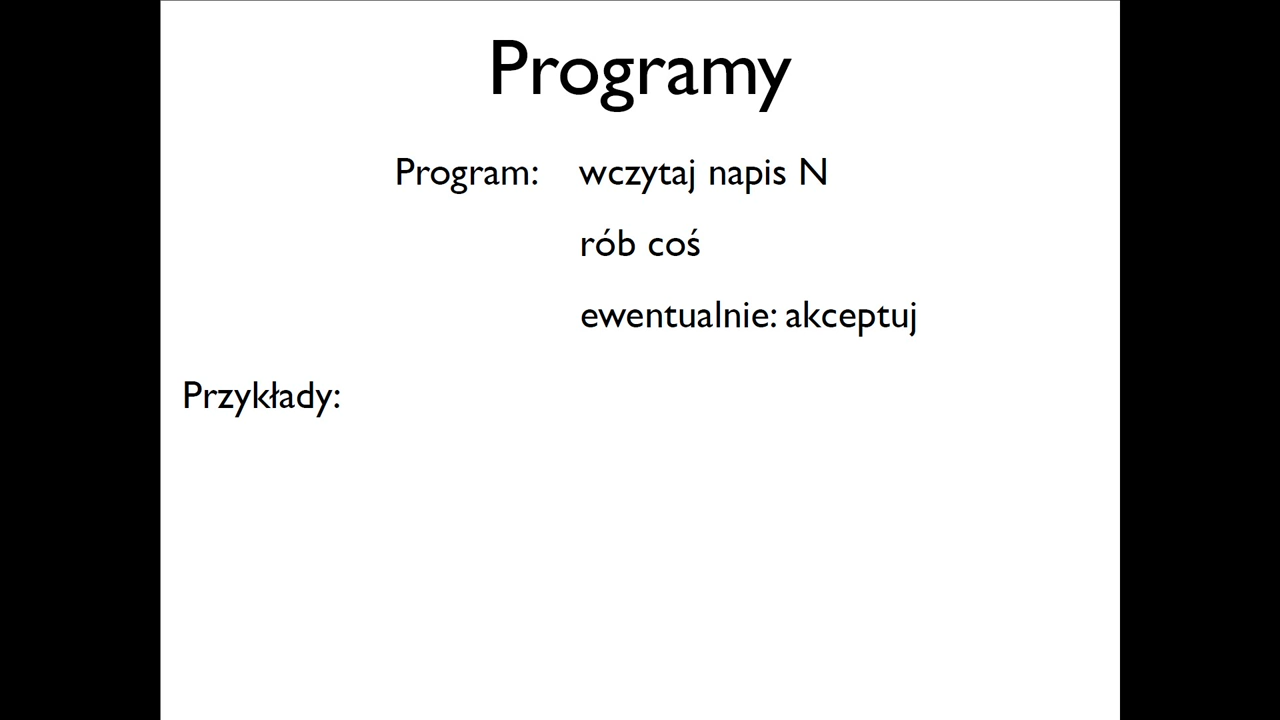 Programy
Program: wczytaj napis N
rób coś
ewentualnie: akceptuj
Przykłady: